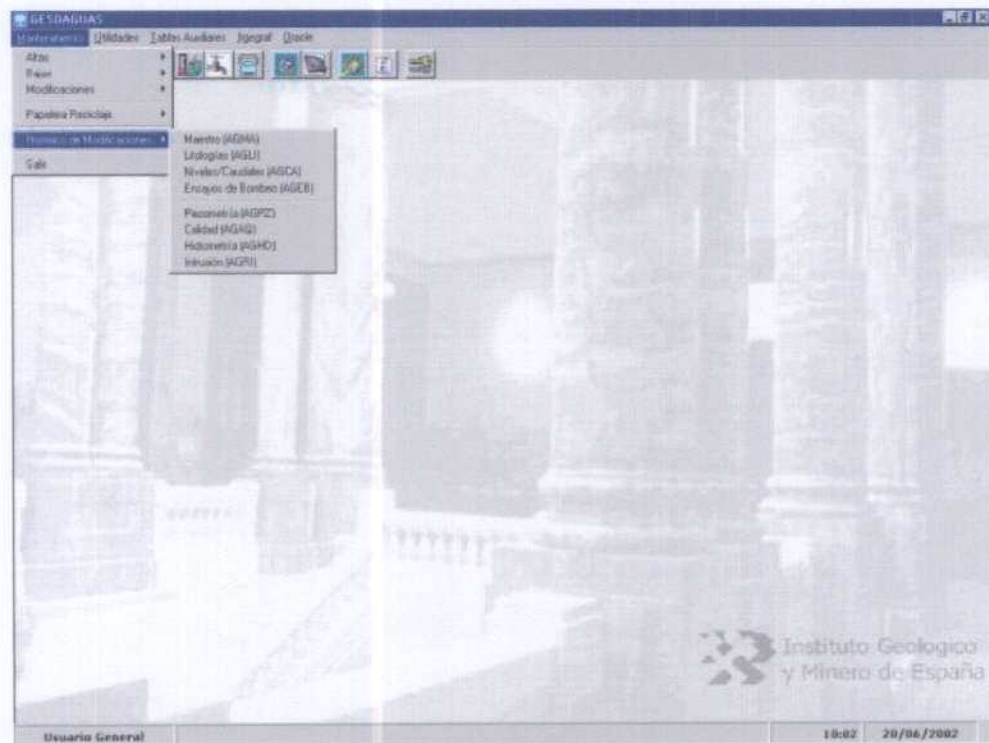 GESDAGUAS
Mantenimiento Utilidades Tablas Auxiliares Oracle
Altas
Bajas
Modificaciones
Papelera Reciclaje
Histórico de Modificaciones
Salir
Maestro (AGMA)
Litologías (AGLI)
Niveles/Caudales (AGCA)
Ensayos de Bombeo (AGEB)
Piezometría (AGPZ)
Calidad (AGAQ)
Hidrometría (AGHD)
Intrusión (AGRI)
Instituto Geologico
y Minero de España
Usuario General
10:02 20/06/2002